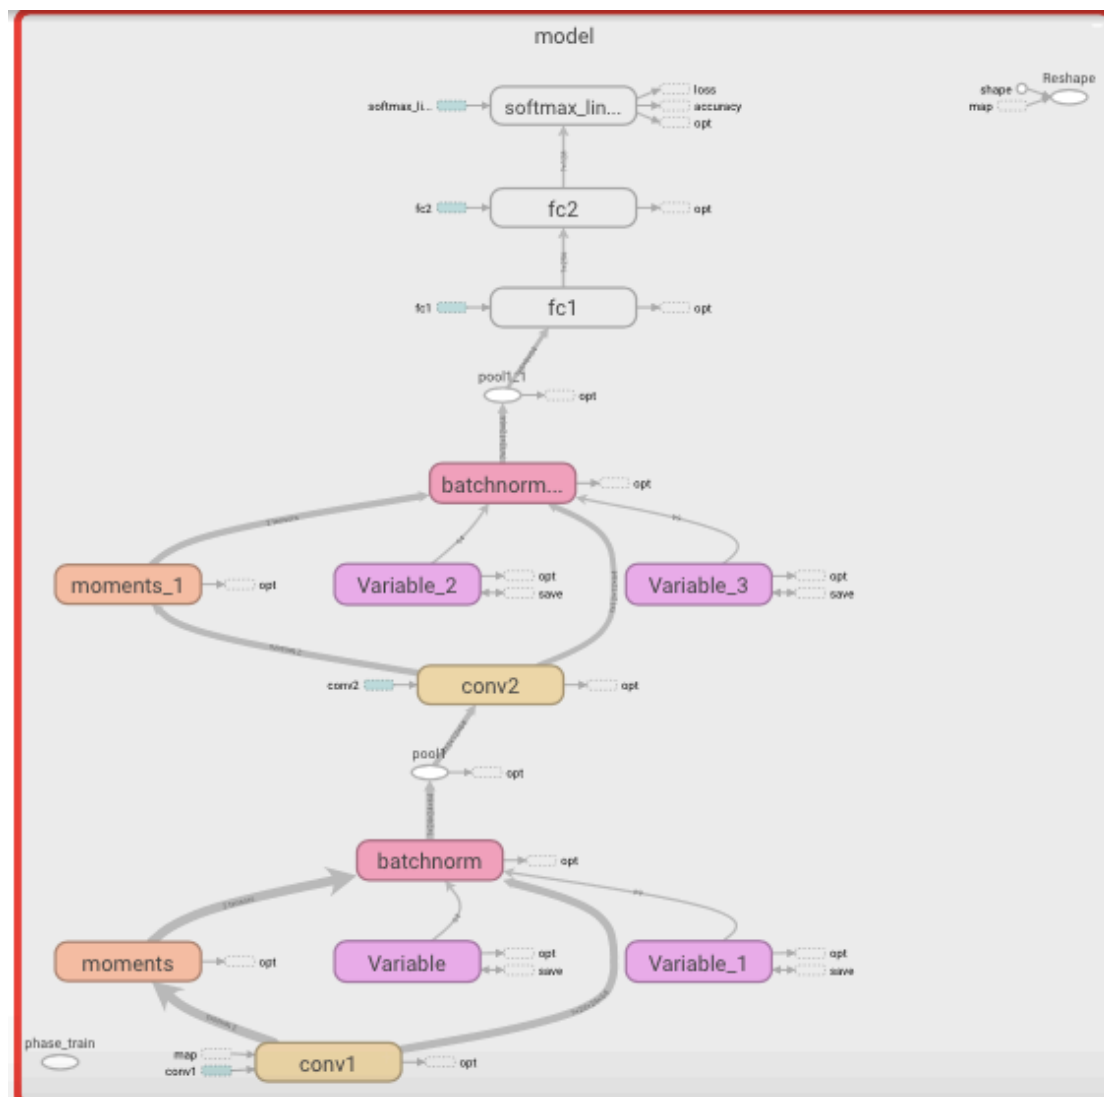 model
Reshape
shape
map
softmax_li...
softmax_lin...
loss
accuracy
opt
fc2
fc2
opt
fc1
fc1
opt
pool1_1
opt
batchnorm...
opt
moments_1
opt
Variable_2
opt
save
Variable_3
opt
save
conv2
conv2
opt
pool1
opt
batchnorm
opt
moments
opt
Variable
opt
save
Variable_1
opt
save
phase_train
map
conv1
conv1
opt